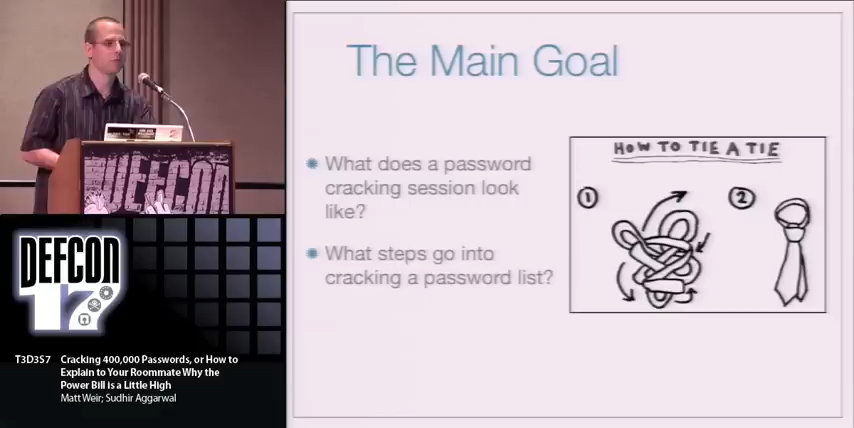 The Main Goal
What does a password
cracking session look
like?
What steps go into
cracking a password list?
HOW TO TIE A TIE
1
2
DEFCON
DEFCON
17
T3D3S7 Cracking 400,000 Passwords, or How to
Explain to Your Roommate Why the
Power Bill is a Little High
Matt Weir; Sudhir Aggarwal